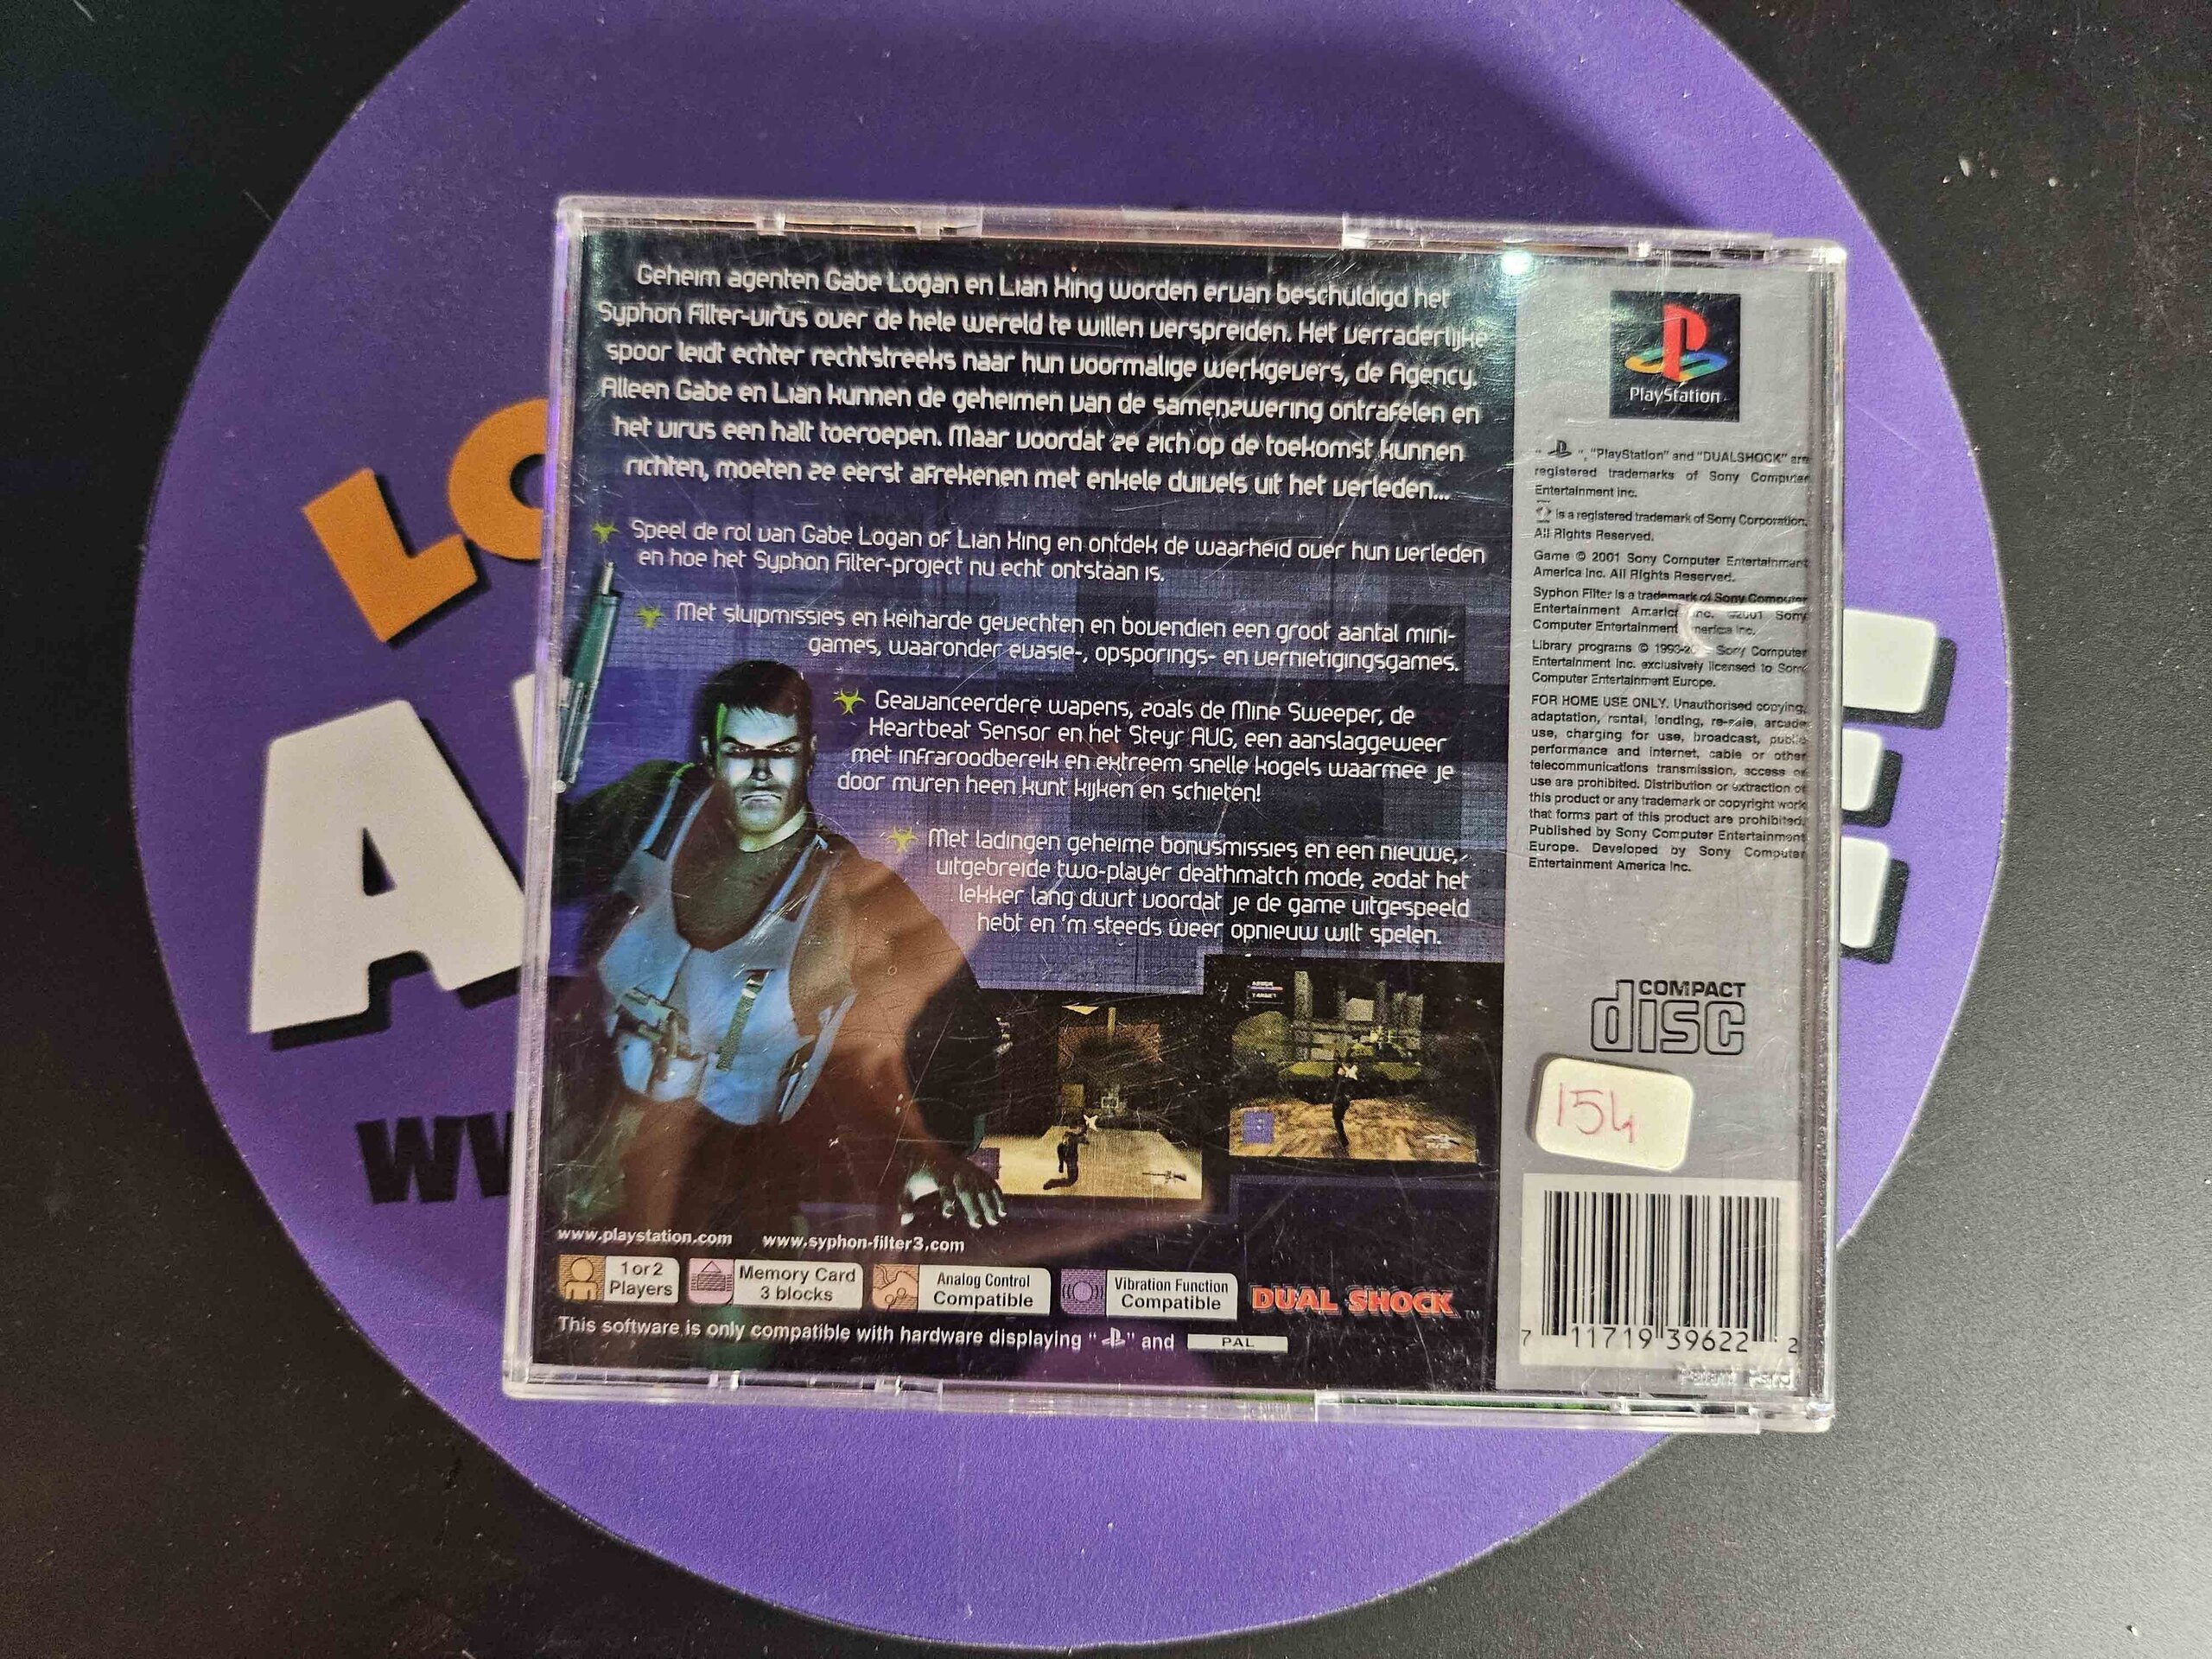 Geheim agenten Gabe Logan en Lian Xing worden ervan beschuldigd het
Syphon Filter-virus over de hele wereld te willen verspreiden. Het verraderlijke
spoor leidt echter rechtstreeks naar hun voormalige werkgevers, de Agency.
Alleen Gabe en Lian kunnen de geheimen van de samenzwering ontrafelen en
het virus een halt toeroepen. Maar voordat ze zich op de toekomst kunnen
richten, moeten ze eerst afrekenen met enkele duivels uit het verleden...
Speel de rol van Gabe Logan of Lian Xing en ontdek de waarheid over hun verleden
en hoe het Syphon Filter-project nu echt ontstaan is.
Met sluipmissies en keiharde gevechten en bovendien een groot aantal mini-
games, waaronder evasie-, opsporings- en vernietigingsgames.
Geavanceerdere wapens, zoals de Mine Sweeper, de
Heartbeat Sensor en het Steyr AUG, een aanslaggeweer
met infraroodbereik en extreem snelle kogels waarmee je
door muren heen kunt kijken en schieten!
Met ladingen geheime bonusmissies en een nieuwe,
uitgebreide two-player deathmatch mode, zodat het
lekker lang duurt voordat je de game uitgespeeld
hebt en 'm steeds weer opnieuw wilt spelen.
www.playstation.com www.syphon-filter3.com
1 or 2
Players
Memory Card
3 blocks
Analog Control
Compatible
Vibration Function
Compatible
DUAL SHOCK TM
This software is only compatible with hardware displaying " " and PAL
PlayStation
" ", "PlayStation" and "DUALSHOCK" are
registered trademarks of Sony Computer
Entertainment Inc.
is a registered trademark of Sony Corporation.
All Rights Reserved.
Game © 2001 Sony Computer Entertainment
America Inc. All Rights Reserved.
Syphon Filter is a trademark of Sony Computer
Entertainment America Inc. ©2001 Sony
Computer Entertainment America Inc.
Library programs © Sony Computer
Entertainment Inc. exclusively licensed to Sony
Computer Entertainment Europe.
FOR HOME USE ONLY. Unauthorised copying,
adaptation, rental, lending, re-sale, arcade
use, charging for use, broadcast, public
performance and internet, cable or other
telecommunications transmission, access or
use are prohibited. Distribution or extraction of
this product or any trademark or copyright work
that forms part of this product are prohibited.
Published by Sony Computer Entertainment
Europe. Developed by Sony Computer
Entertainment America Inc.
COMPACT
disc
154
7 11719 39622 2